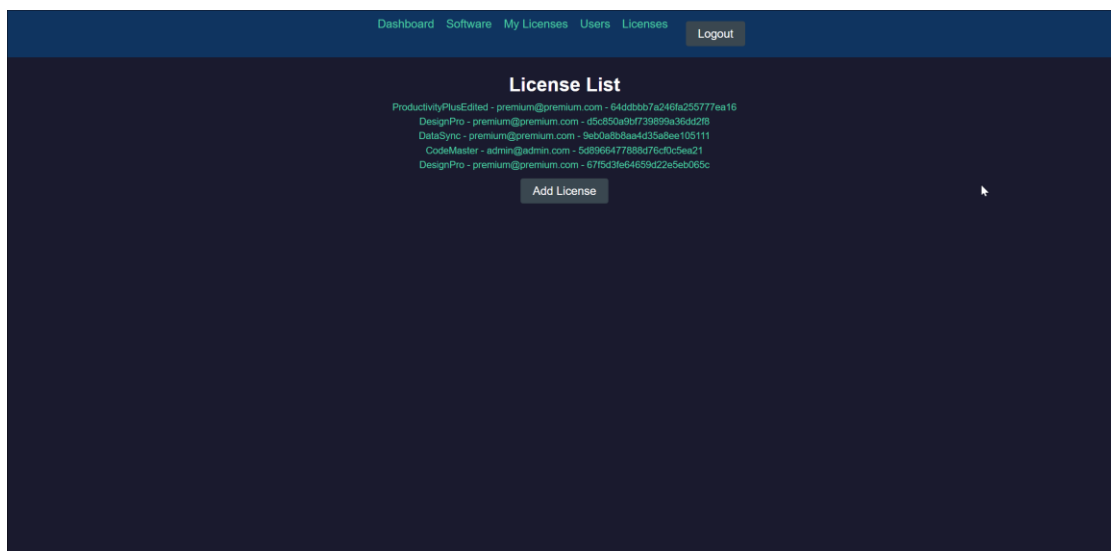 Dashboard Software My Licenses Users Licenses Logout
License List
ProductivityPlusEdited - premium@premium.com - 64ddbbb7a246fa255777ea16
DesignPro - premium@premium.com - d5c850a9bf739899a36dd2f8
DataSync - premium@premium.com - 9eb0a8b8aa4d35a8ee105111
CodeMaster - admin@admin.com - 5d8966477888d76cf0c5ea21
DesignPro - premium@premium.com - 67f5d3fe64659d22e5eb065c
Add License